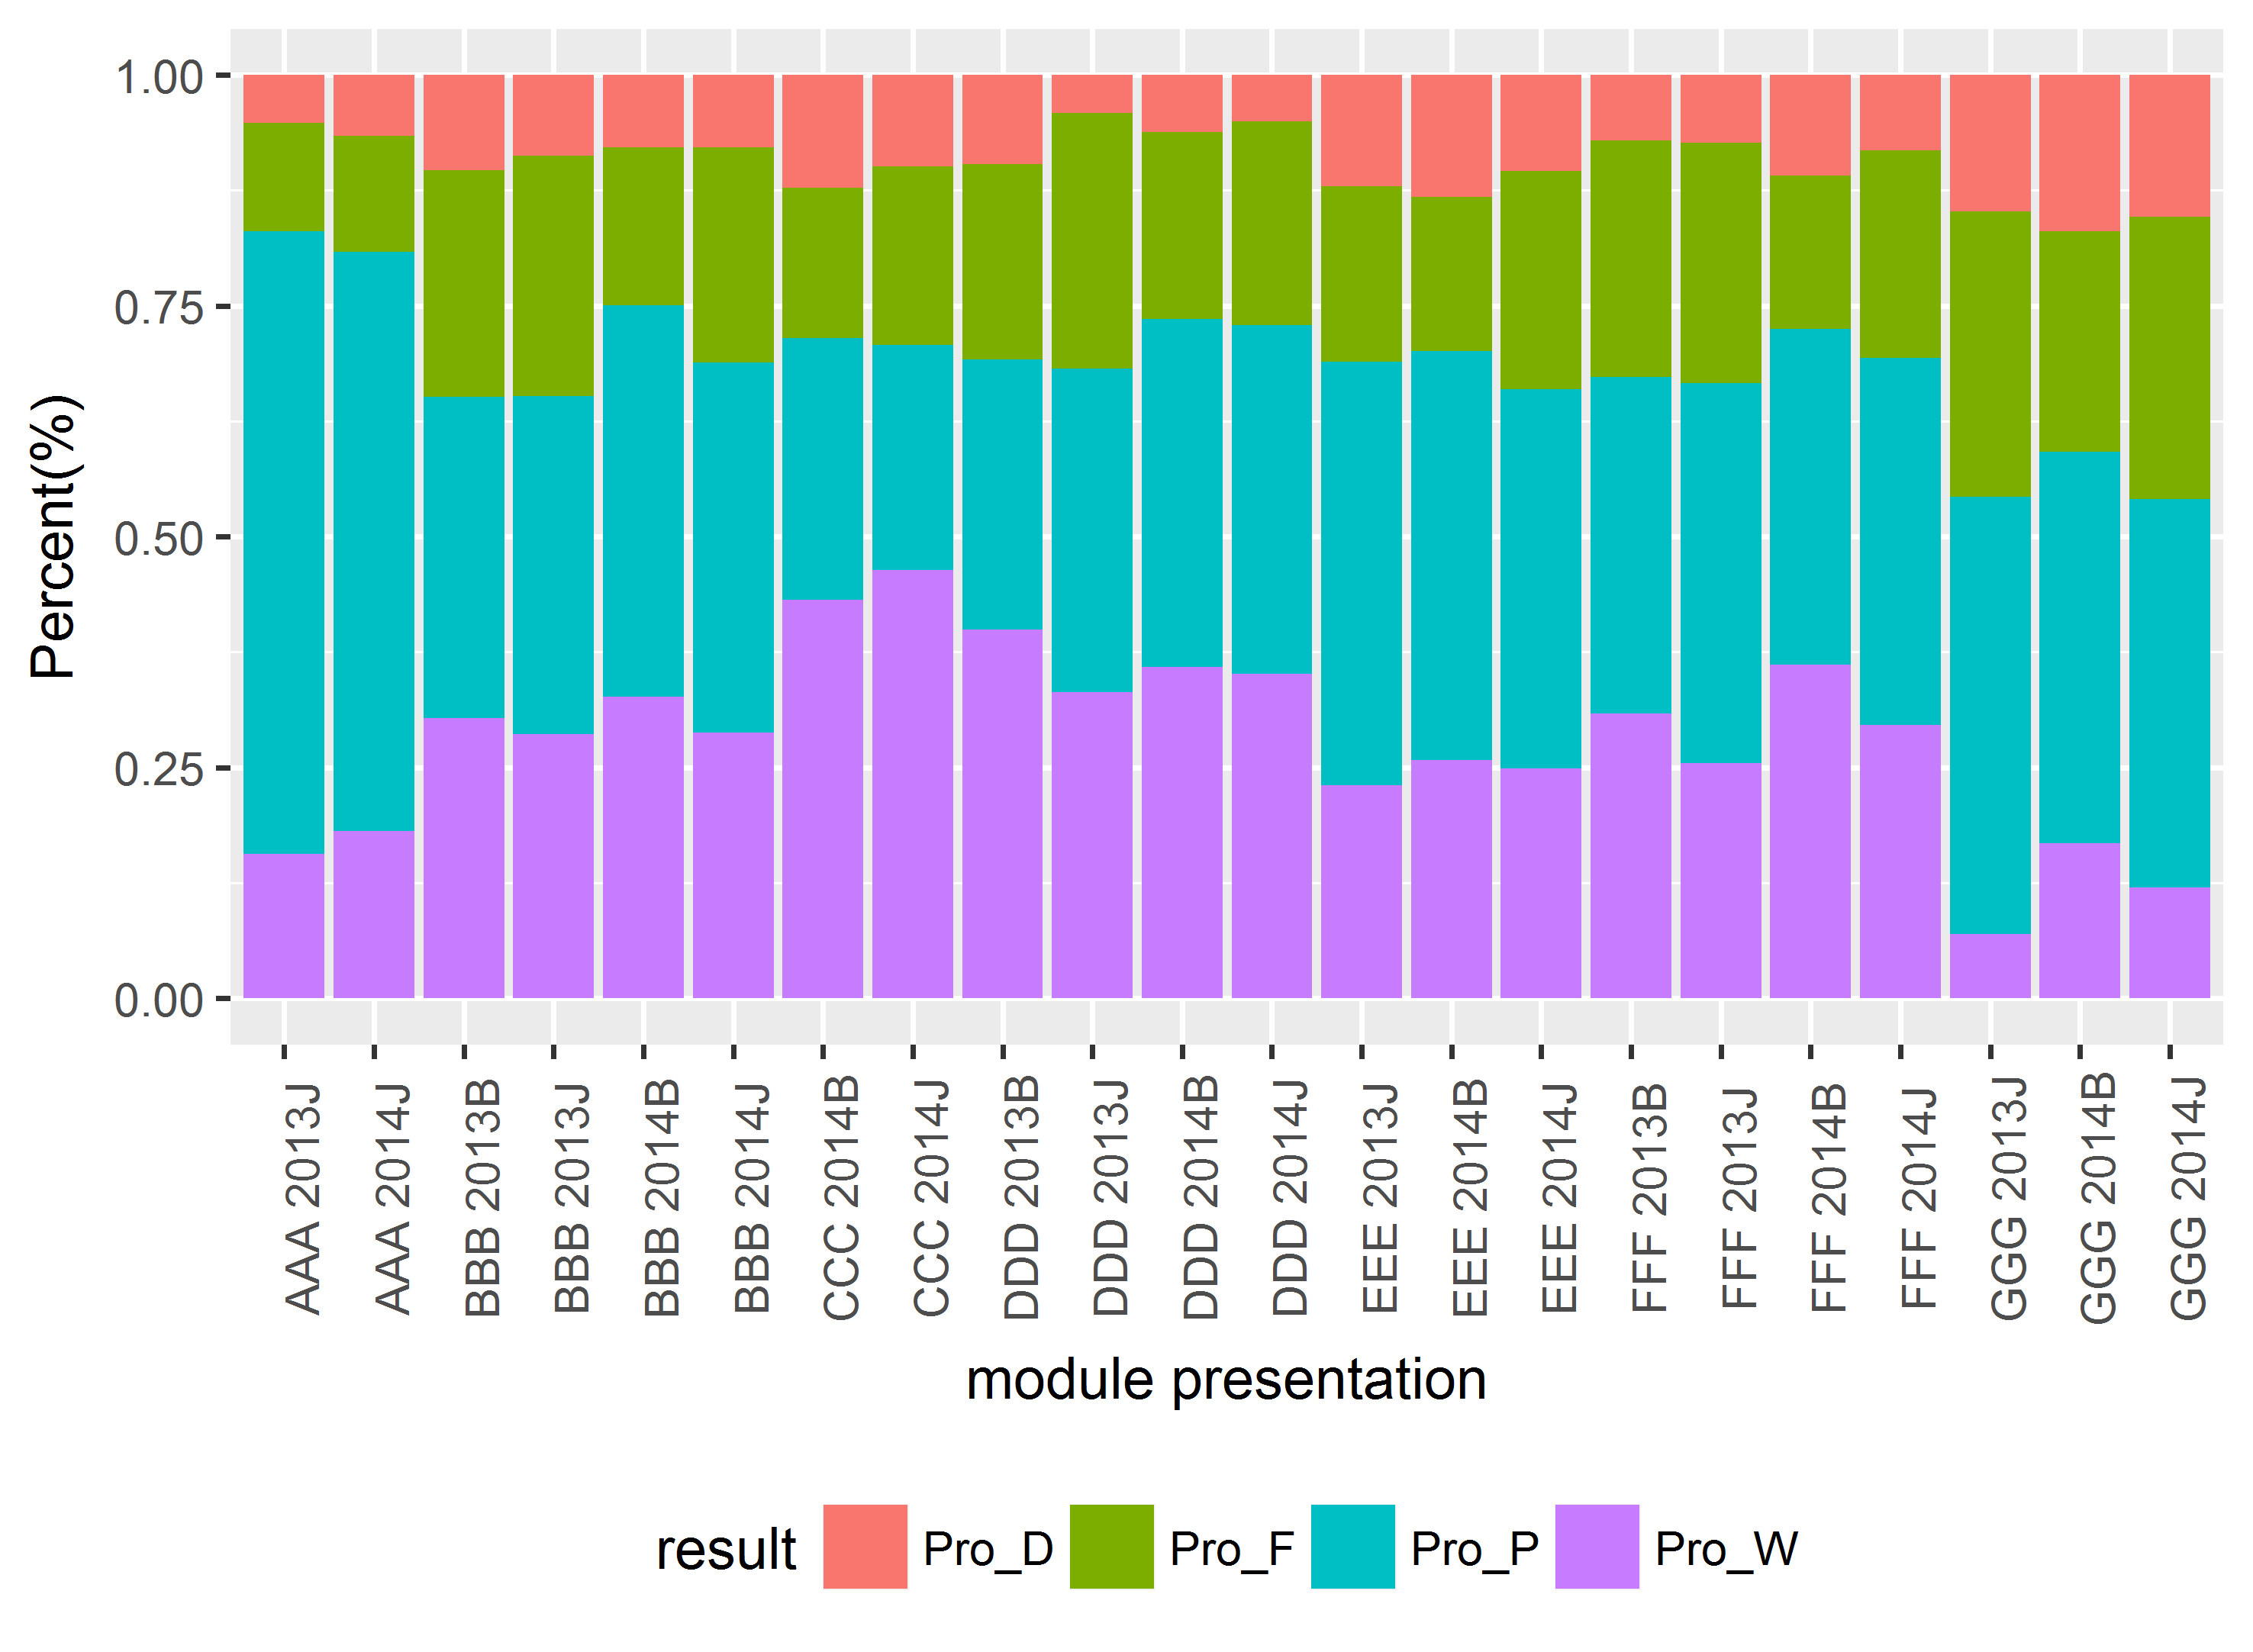 Percent(%)
1.00
0.75
0.50
0.25
0.00
AAA 2013J
AAA 2014J
BBB 2013B
BBB 2013J
BBB 2014B
BBB 2014J
CCC 2014B
CCC 2014J
DDD 2013B
DDD 2013J
DDD 2014B
DDD 2014J
EEE 2013J
EEE 2014B
EEE 2014J
FFF 2013B
FFF 2013J
FFF 2014B
FFF 2014J
GGG 2013J
GGG 2014B
GGG 2014J
module presentation
result Pro_D Pro_F Pro_P Pro_W